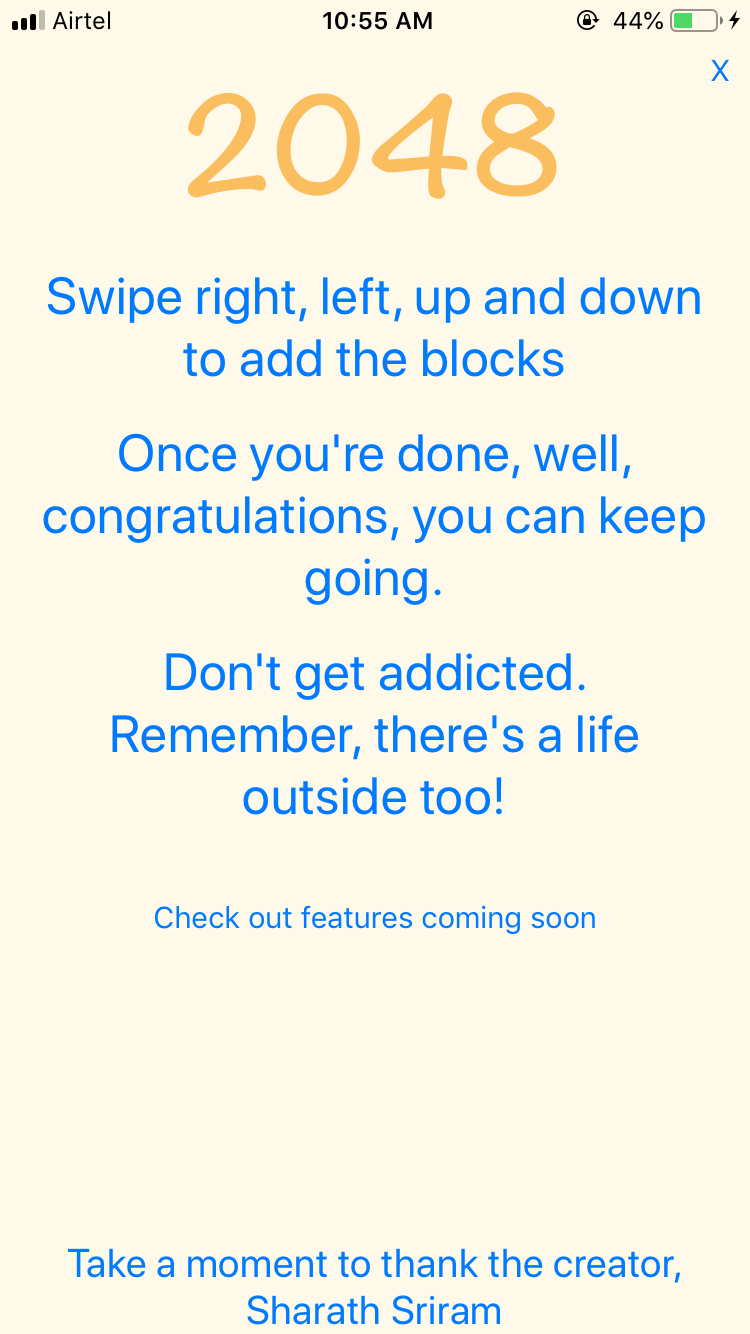 Airtel 10:55 AM 44%
X
2048
Swipe right, left, up and down
to add the blocks
Once you're done, well,
congratulations, you can keep
going.
Don't get addicted.
Remember, there's a life
outside too!
Check out features coming soon
Take a moment to thank the creator,
Sharath Sriram